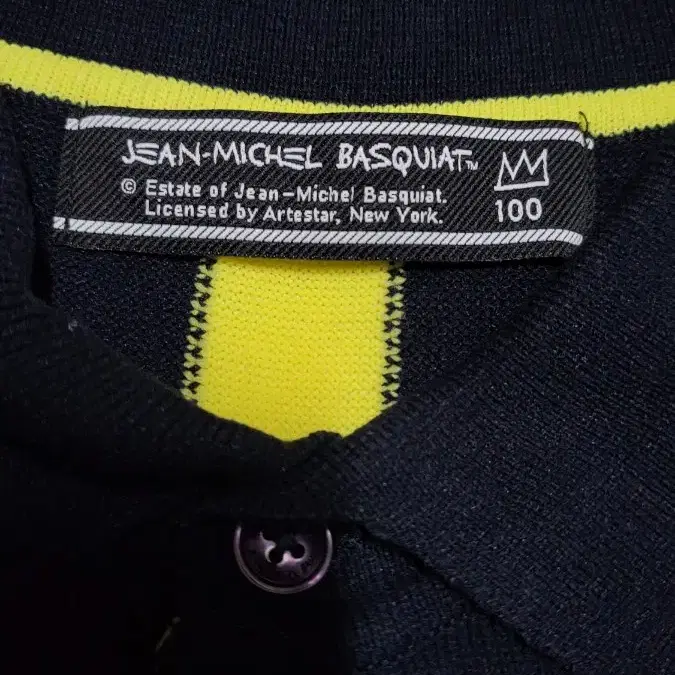 JEAN-MICHEL BASQUIAT™
© Estate of Jean-Michel Basquiat.
Licensed by Artestar, New York.
100